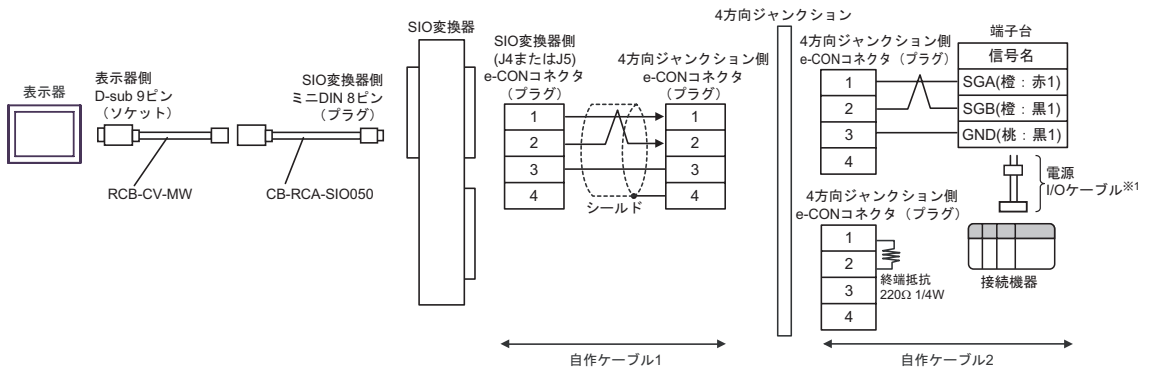 表示器
表示器側
D-sub 9ピン
（ソケット）
RCB-CV-MW
SIO変換器側
ミニDIN 8ピン
（プラグ）
CB-RCA-SIO050
SIO変換器
SIO変換器側
(J4またはJ5)
e-CONコネクタ
（プラグ）
1
2
3
4
シールド
4方向ジャンクション側
e-CONコネクタ
（プラグ）
1
2
3
4
自作ケーブル1
4方向ジャンクション
4方向ジャンクション側
e-CONコネクタ（プラグ）
1
2
3
4
端子台
信号名
SGA(橙：赤1)
SGB(橙：黒1)
GND(桃：黒1)
電源
I/Oケーブル※1
接続機器
4方向ジャンクション側
e-CONコネクタ（プラグ）
1
2
3
4
終端抵抗
220Ω 1/4W
自作ケーブル2